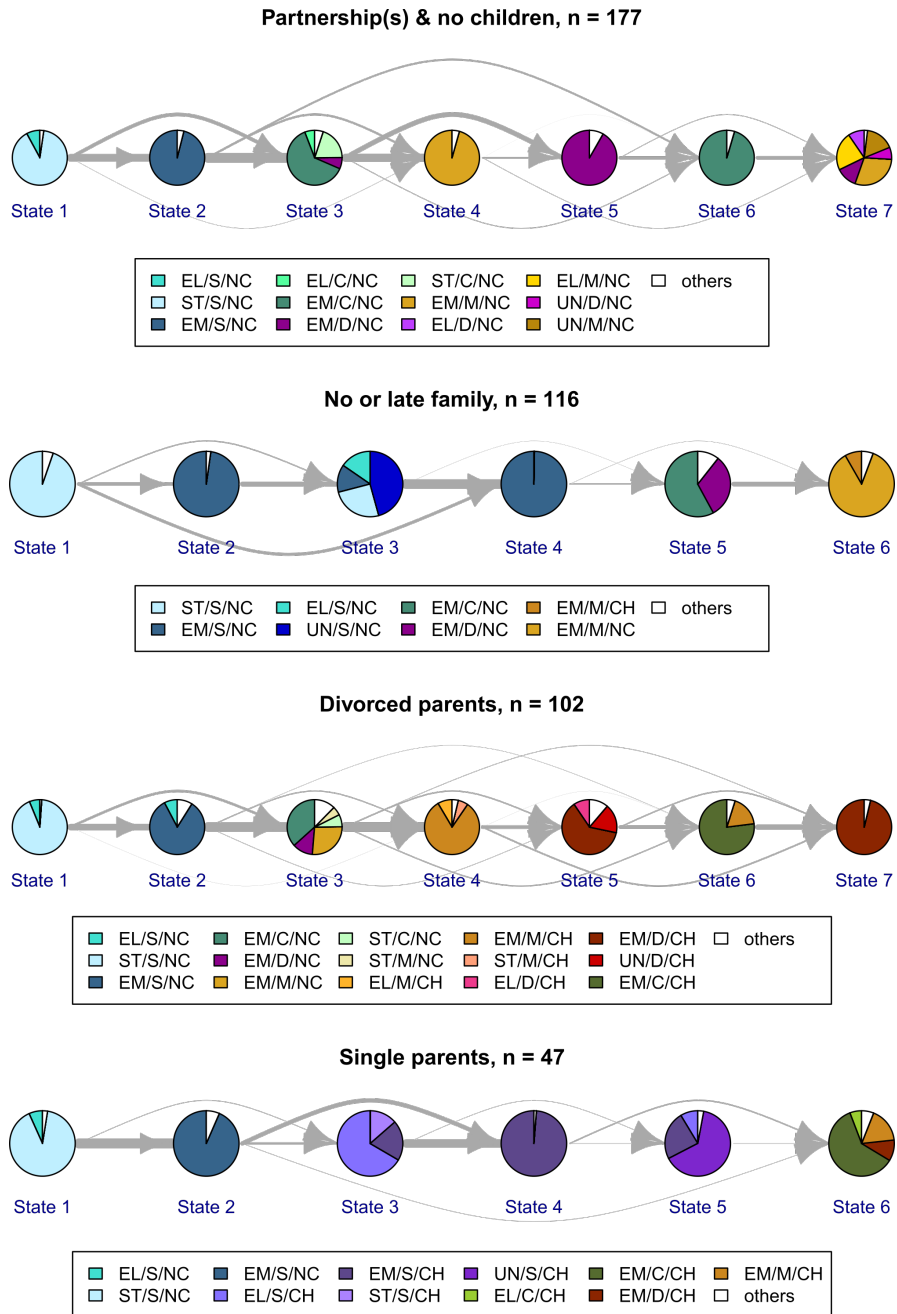 Partnership(s) & no children, n = 177
State 1 State 2 State 3 State 4 State 5 State 6 State 7
EL/S/NC EL/C/NC ST/C/NC EL/M/NC others
ST/S/NC EM/C/NC EM/M/NC UN/D/NC
EM/S/NC EM/D/NC EL/D/NC UN/M/NC
No or late family, n = 116
State 1 State 2 State 3 State 4 State 5 State 6
ST/S/NC EL/S/NC EM/C/NC EM/M/CH others
EM/S/NC UN/S/NC EM/D/NC EM/M/NC
Divorced parents, n = 102
State 1 State 2 State 3 State 4 State 5 State 6 State 7
EL/S/NC EM/C/NC ST/C/NC EM/M/CH EM/D/CH others
ST/S/NC EM/D/NC ST/M/NC ST/M/CH UN/D/CH
EM/S/NC EM/M/NC EL/M/CH EL/D/CH EM/C/CH
Single parents, n = 47
State 1 State 2 State 3 State 4 State 5 State 6
EL/S/NC EM/S/NC EM/S/CH UN/S/CH EM/C/CH EM/M/CH
ST/S/NC EL/S/CH ST/S/CH EL/C/CH EM/D/CH others